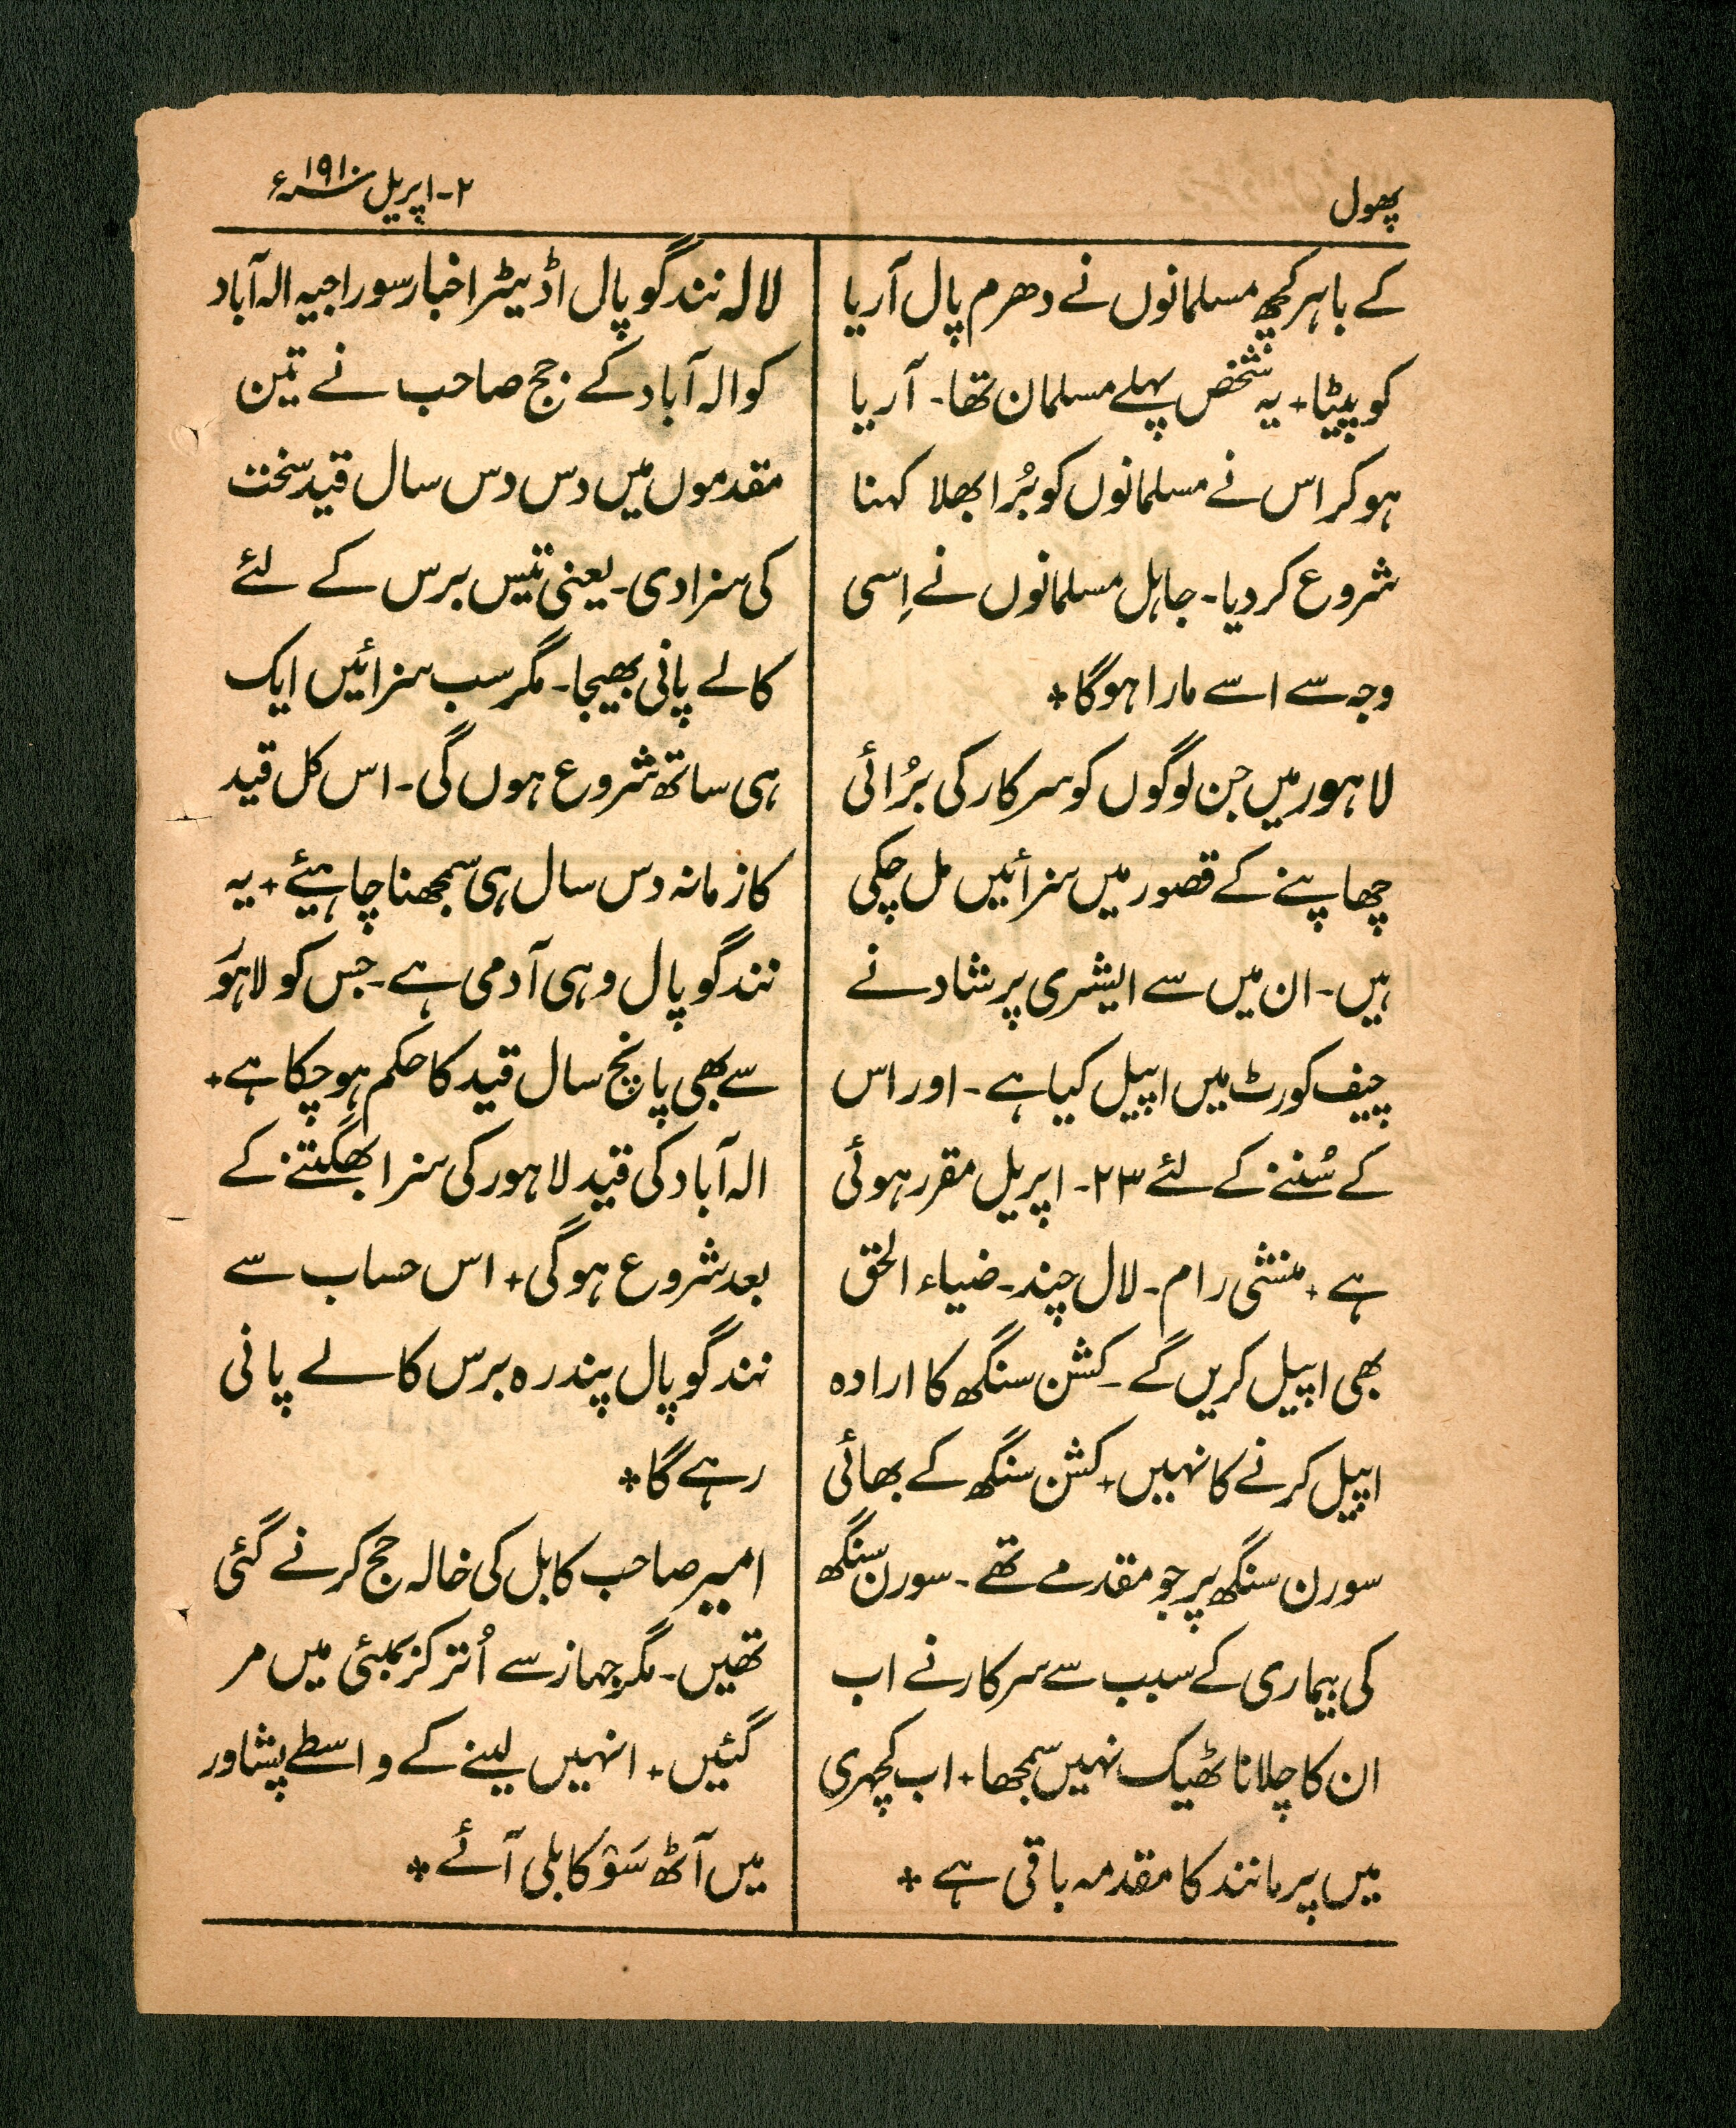 پھول
۲-اپریل سنہ ۱۹۱۰ء
کے باہر کچھ مسلمانوں نے دھرم پال آریا
کو پیٹا+ یہ شخص پہلے مسلمان تھا- آریا
ہوکر اس نے مسلمانوں کو بُرا بھلا کہنا
شروع کردیا- جاہل مسلمانوں نے اِسی
وجہ سے اسے مارا ہوگا+
لاہور میں جن لوگوں کو سرکار کی بُرائی
چھاپنے کے قصور میں سزائیں مل چکی
ہیں- ان میں سے ایشری پرشاد نے
چیف کورٹ میں اپیل کیا ہے- اور اس
کے سُننے کے لئے ۲۳- اپریل مقرر ہوئی
ہے+ منشی رام- لال چند- ضیاء الحق
بھی اپیل کریں گے- کشن سنگھ کا ارادہ
اپیل کرنے کا نہیں+ کشن سنگھ کے بھائی
سورن سنگھ پر جو مقدمے تھے- سورن سنگھ
کی بیماری کے سبب سے سرکار نے اب
ان کا چلانا ٹھیک نہیں سمجھا+ اب کچہری
میں پرمانند کا مقدمہ باقی ہے+
لالہ نند گوپال اڈیٹر اخبار سوراجیہ الہ آباد
کو الہ آباد کے جج صاحب نے تین
مقدموں میں دس دس سال قید سخت
کی سزا دی- یعنی تیس برس کے لئے
کالے پانی بھیجا- مگر سب سزائیں ایک
ہی ساتھ شروع ہوں گی- اس کل قید
کا زمانہ دس سال ہی سمجھنا چاہیئے+ یہ
نند گوپال وہی آدمی ہے- جس کو لاہور
سے بھی پانچ سال قید کا حکم ہوچکا ہے+
الہ آباد کی قید لاہور کی سزا بھگتنے کے
بعد شروع ہوگی+ اس حساب سے
نند گوپال پندرہ برس کالے پانی
رہے گا+
امیر صاحب کابل کی خالہ حج کرنے گئی
تھیں- مگر جہاز سے اُتر کر بمبئی میں مر
گئیں+ انہیں لینے کے واسطے پشاور
میں آٹھ سَو کابلی آئے+